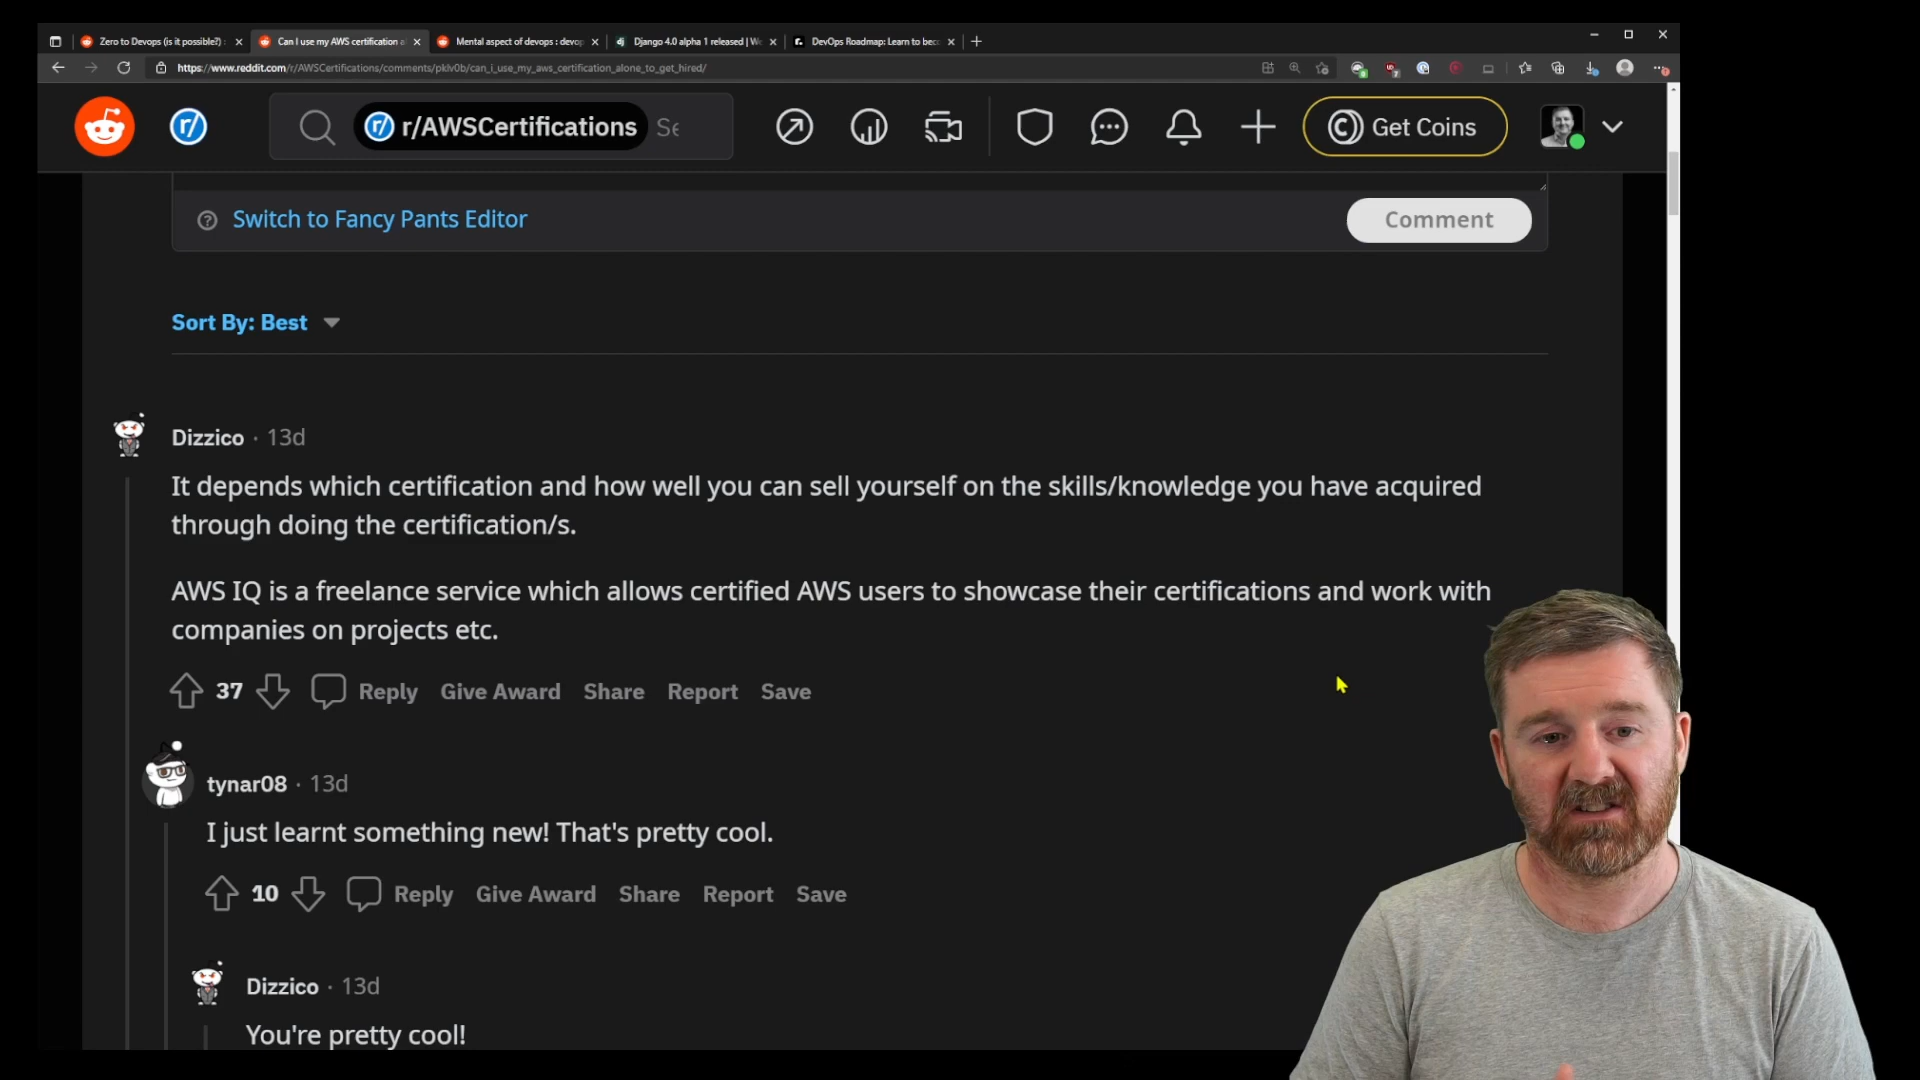 Zero to Devops (is it possible?) :
Can I use my AWS certification a
Mental aspect of devops : devop
Django 4.0 alpha 1 released | We
DevOps Roadmap: Learn to beco
https://www.reddit.com/r/AWSCertifications/comments/pklv0b/can_i_use_my_aws_certification_alone_to_get_hired/
r/ r/ r/AWSCertifications Se
Get Coins
Switch to Fancy Pants Editor
Comment
Sort By: Best
Dizzico · 13d
It depends which certification and how well you can sell yourself on the skills/knowledge you have acquired
through doing the certification/s.
AWS IQ is a freelance service which allows certified AWS users to showcase their certifications and work with
companies on projects etc.
37 Reply Give Award Share Report Save
tynar08 · 13d
I just learnt something new! That's pretty cool.
10 Reply Give Award Share Report Save
Dizzico · 13d
You're pretty cool!